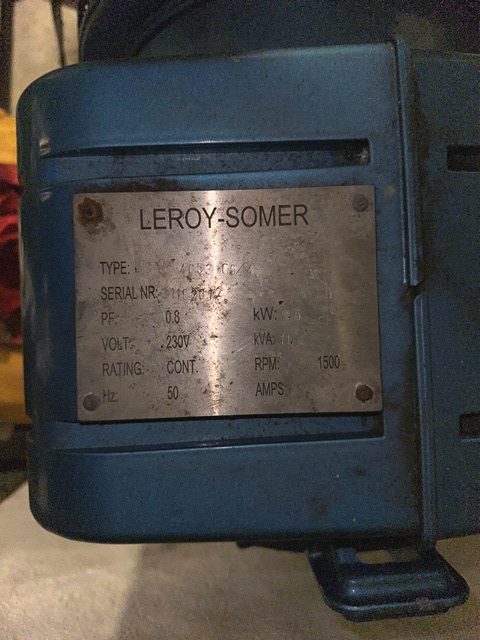 LEROY-SOMER
TYPE:
SERIAL NR: 2012
PF: 0.8 kW:
VOLT: 230V kVA:
RATING: CONT. RPM: 1500
Hz: 50 AMPS